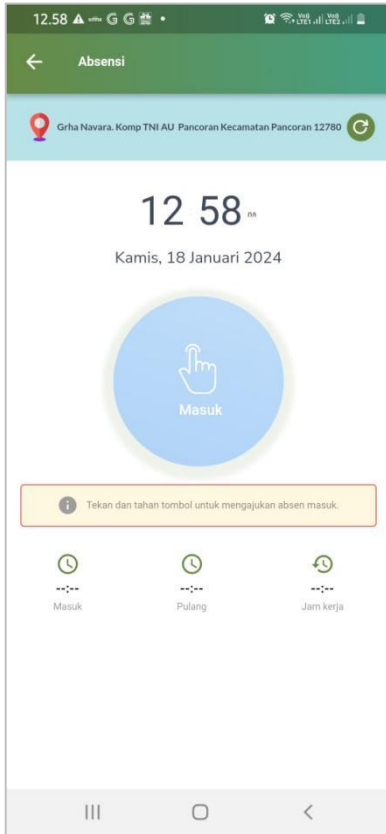 12.58
Absensi
Grha Navara. Komp TNI AU Pancoran Kecamatan Pancoran 12780
12 58
Kamis, 18 Januari 2024
Masuk
Tekan dan tahan tombol untuk mengajukan absen masuk.
--:-- --:-- --:--
Masuk Pulang Jam kerja